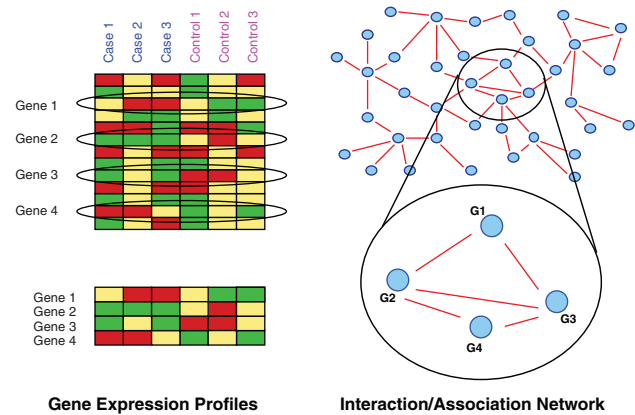 Case 1
Case 2
Case 3
Control 1
Control 2
Control 3
Gene 1
Gene 2
Gene 3
Gene 4
Gene 1
Gene 2
Gene 3
Gene 4
G1
G2
G3
G4
Gene Expression Profiles
Interaction/Association Network